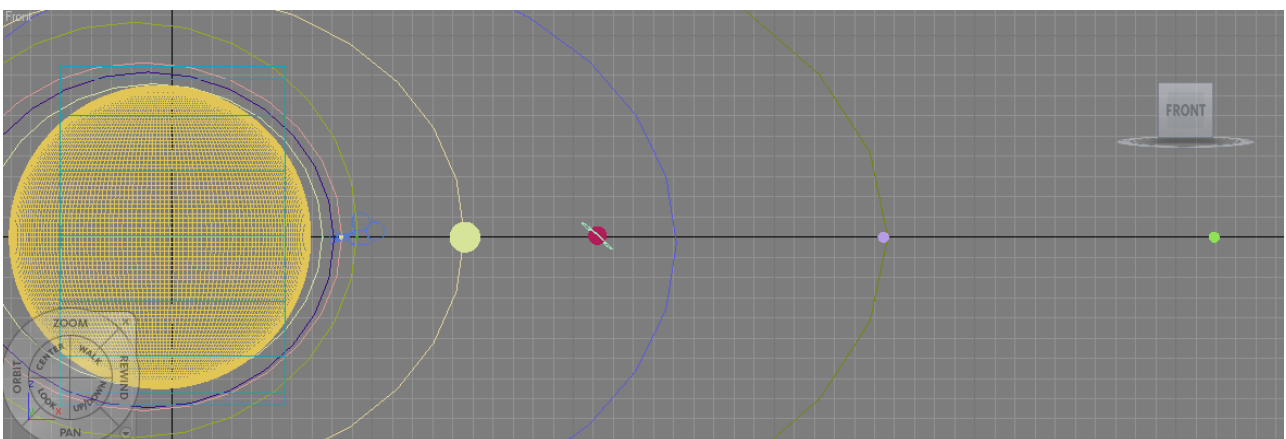 Front
FRONT
ZOOM
ORBIT
CENTER
WALK
REWIND
LOOK
UP/DOWN
PAN
Z
X